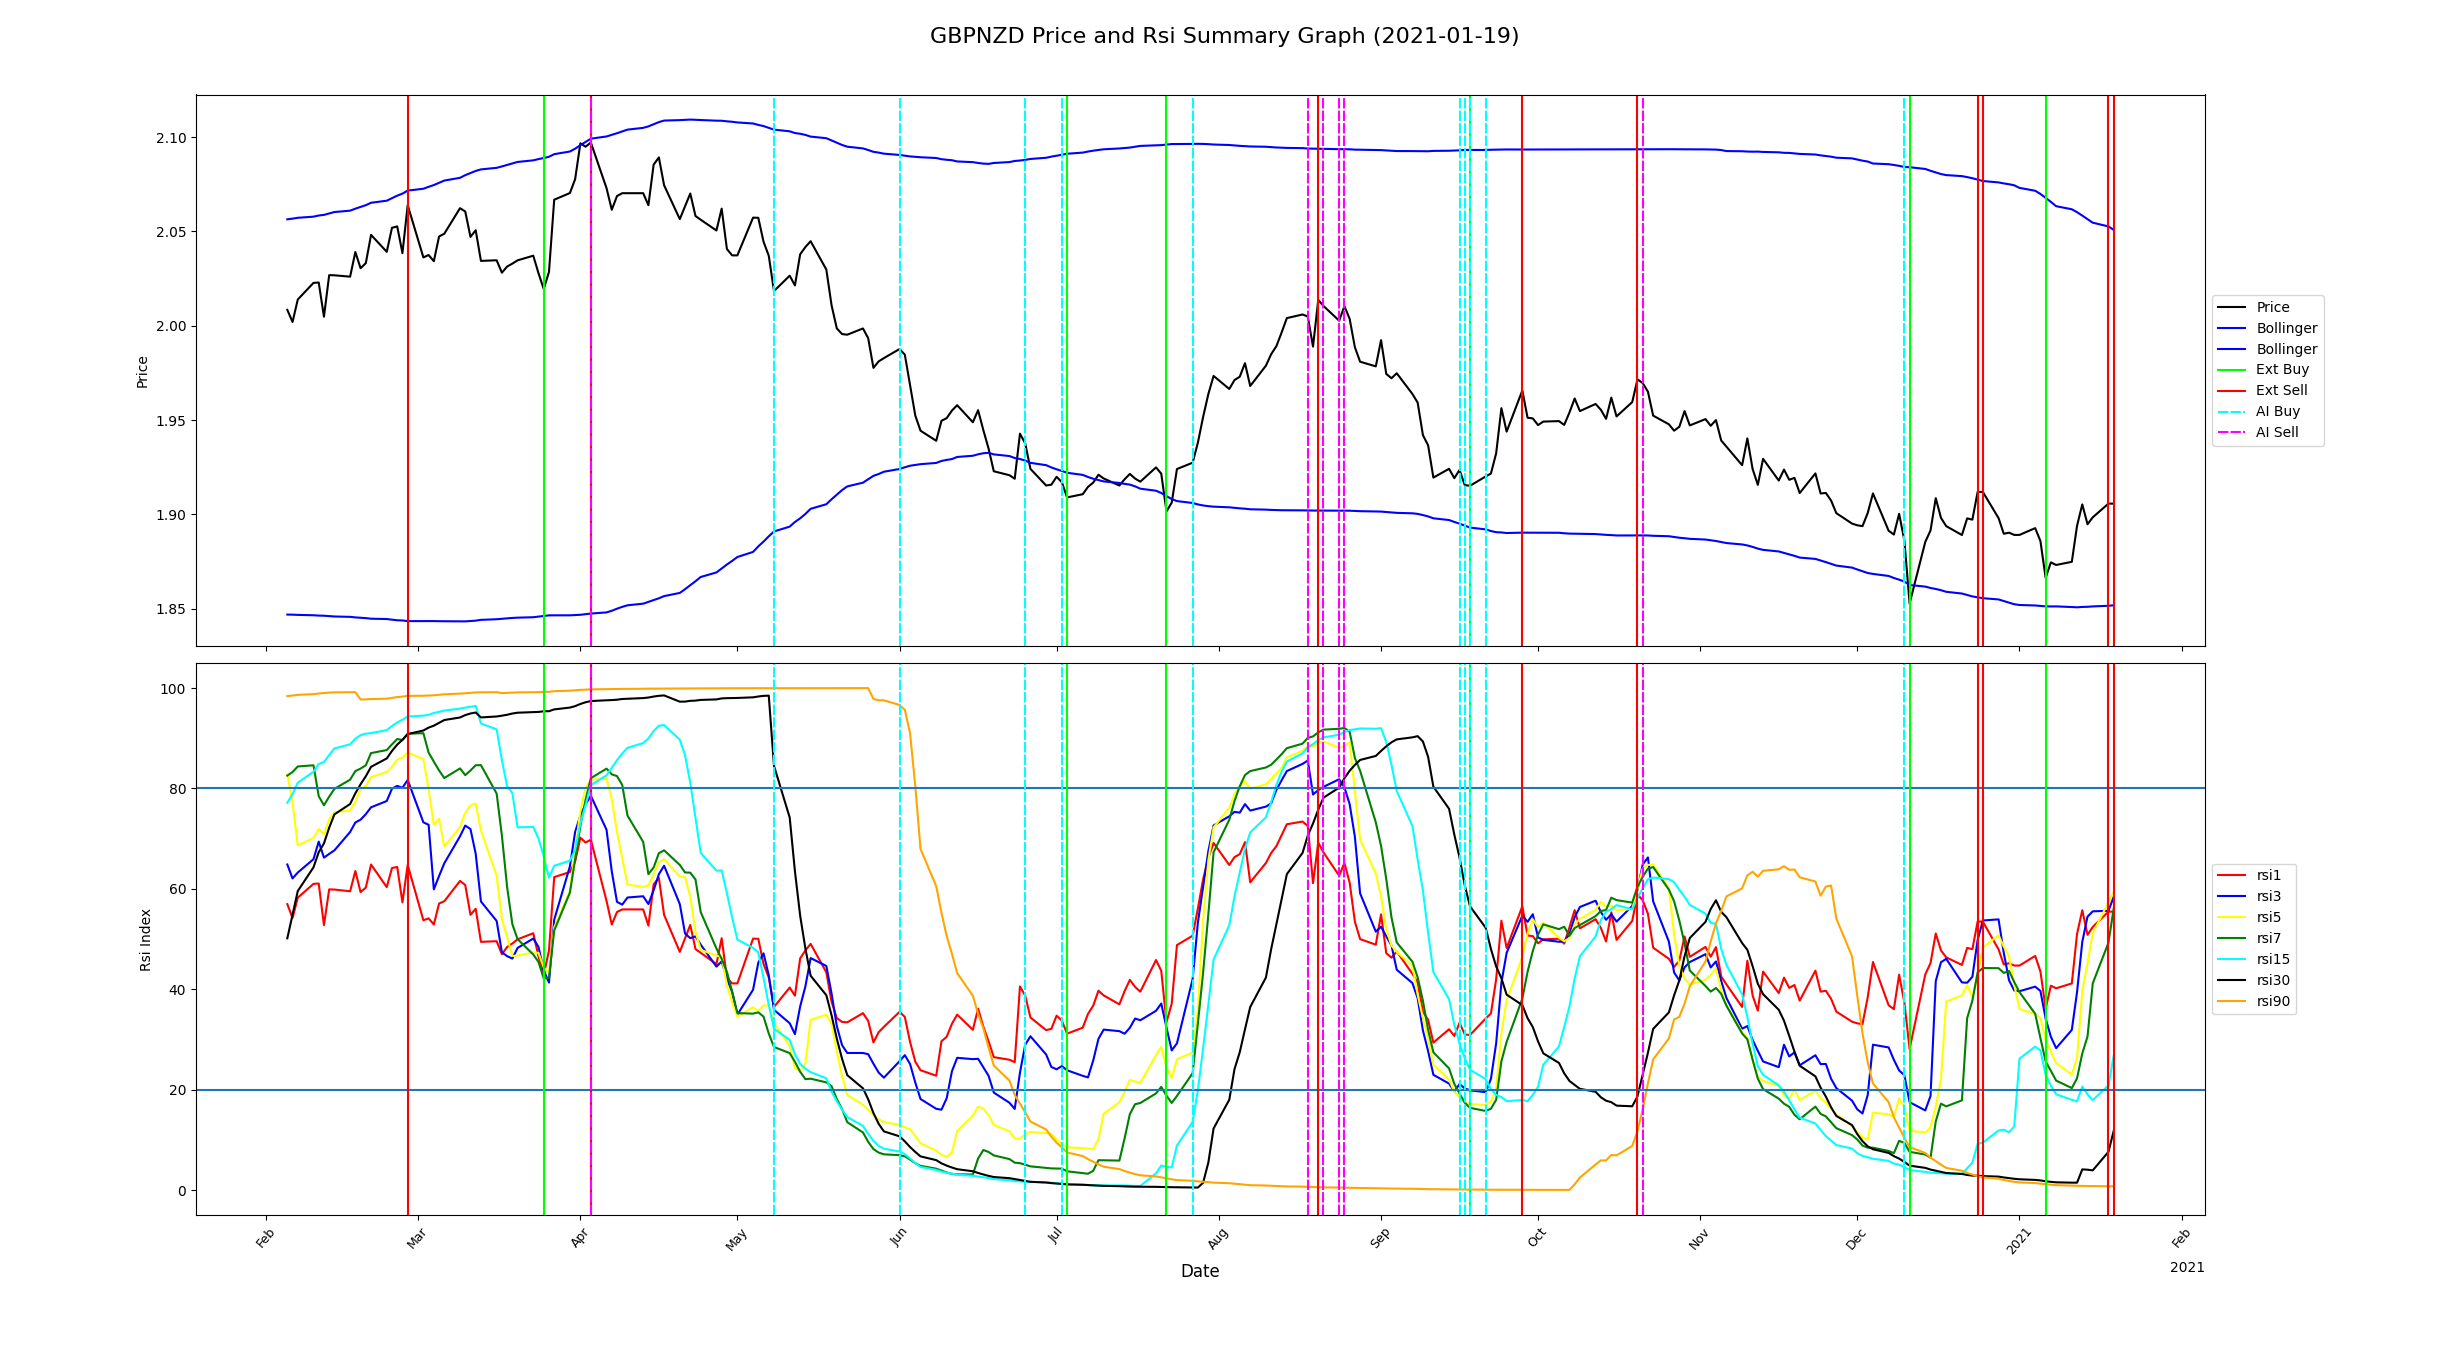 GBPNZD Price and Rsi Summary Graph (2021-01-19)
2.10
2.05
2.00
1.95
1.90
1.85
Price
Price
Bollinger
Bollinger
Ext Buy
Ext Sell
AI Buy
AI Sell
100
80
60
40
20
0
Rsi Index
rsi1
rsi3
rsi5
rsi7
rsi15
rsi30
rsi90
Feb Mar Apr May Jun Jul Aug Sep Oct Nov Dec 2021 Feb
Date
2021